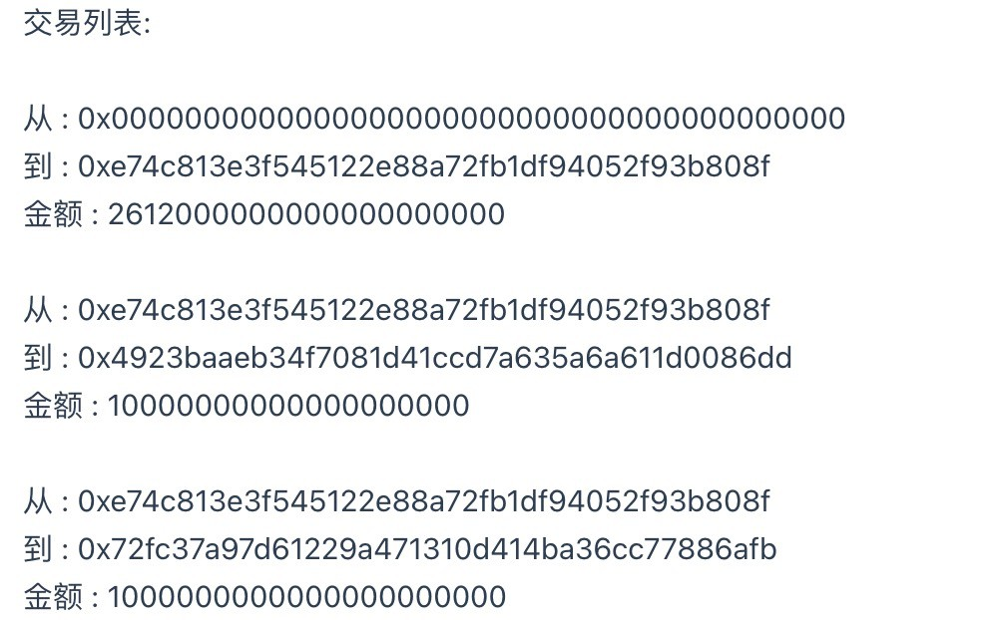 交易列表:
从 : 0x0000000000000000000000000000000000000000
到 : 0xe74c813e3f545122e88a72fb1df94052f93b808f
金额 : 2612000000000000000000
从 : 0xe74c813e3f545122e88a72fb1df94052f93b808f
到 : 0x4923baaeb34f7081d41ccd7a635a6a611d0086dd
金额 : 10000000000000000000
从 : 0xe74c813e3f545122e88a72fb1df94052f93b808f
到 : 0x72fc37a97d61229a471310d414ba36cc77886afb
金额 : 1000000000000000000000